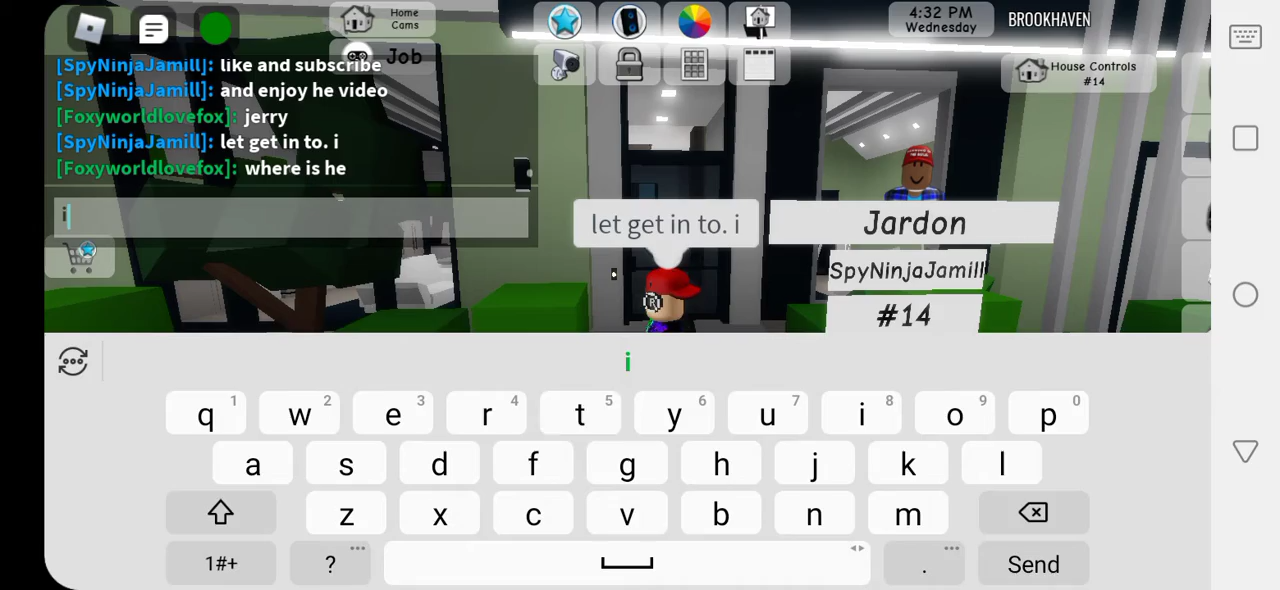 Home
Cams
Job
4:32 PM
Wednesday
BROOKHAVEN
House Controls
#14
[SpyNinjaJamill]: like and subscribe
[SpyNinjaJamill]: and enjoy he video
[Foxyworldlovefox]: jerry
[SpyNinjaJamill]: let get in to. i
[Foxyworldlovefox]: where is he
i
let get in to. i
Jardon
SpyNinjaJamill
#14
i
q 1 w 2 e 3 r 4 t 5 y 6 u 7 i 8 o 9 p 0
a s d f g h j k l
z x c v b n m
1#+ ? . Send